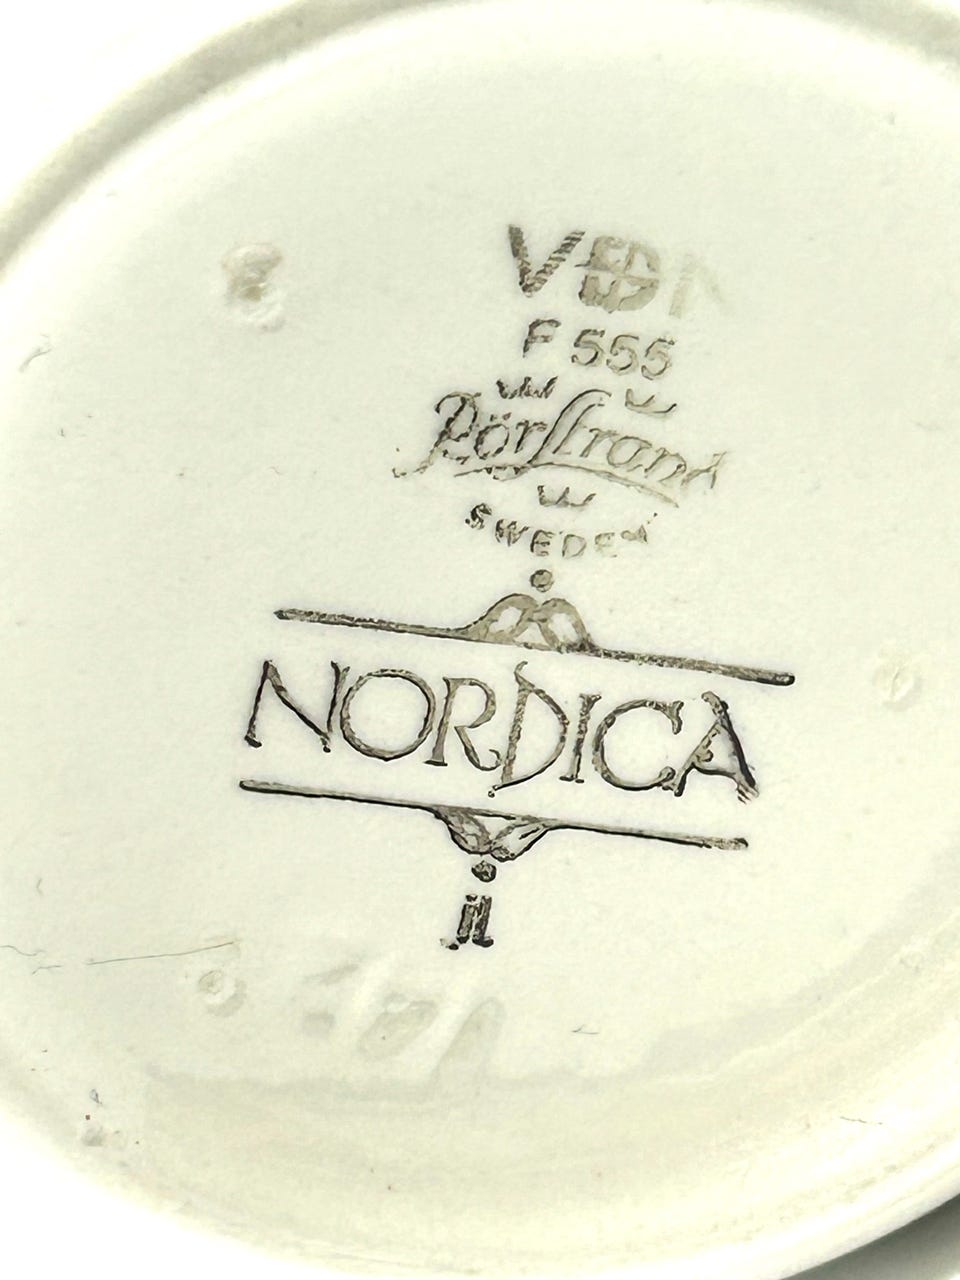 VDN
F 555
Rörstrand
SWEDEN
NORDICA